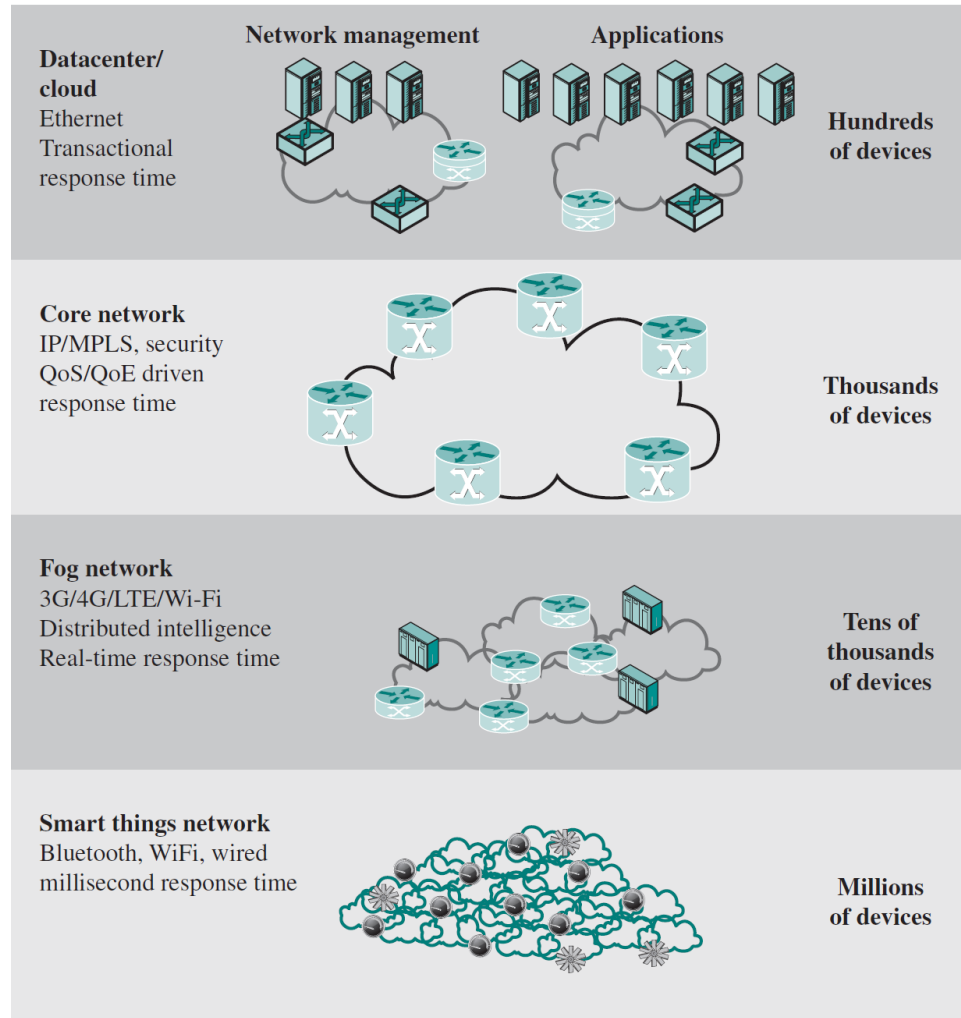 Network management
Applications
Datacenter/
cloud
Ethernet
Transactional
response time
Hundreds
of devices
Core network
IP/MPLS, security
QoS/QoE driven
response time
Thousands
of devices
Fog network
3G/4G/LTE/Wi-Fi
Distributed intelligence
Real-time response time
Tens of
thousands
of devices
Smart things network
Bluetooth, WiFi, wired
millisecond response time
Millions
of devices